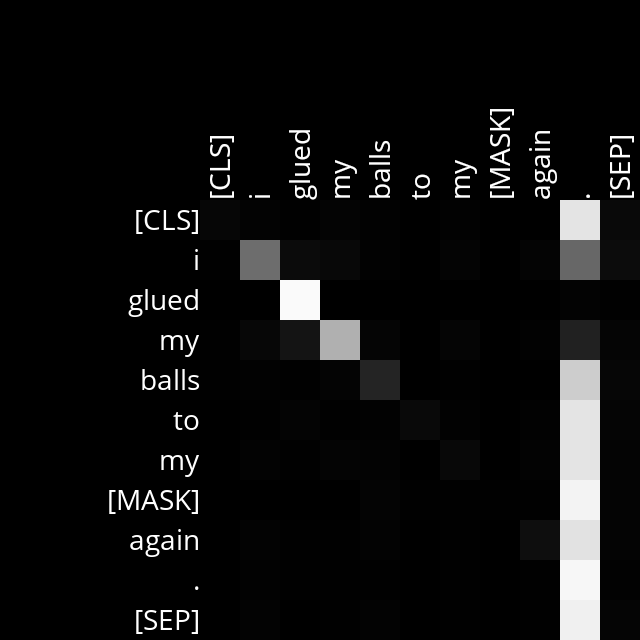 [CLS] i glued my balls to my [MASK] again . [SEP]
[CLS]
i
glued
my
balls
to
my
[MASK]
again
.
[SEP]